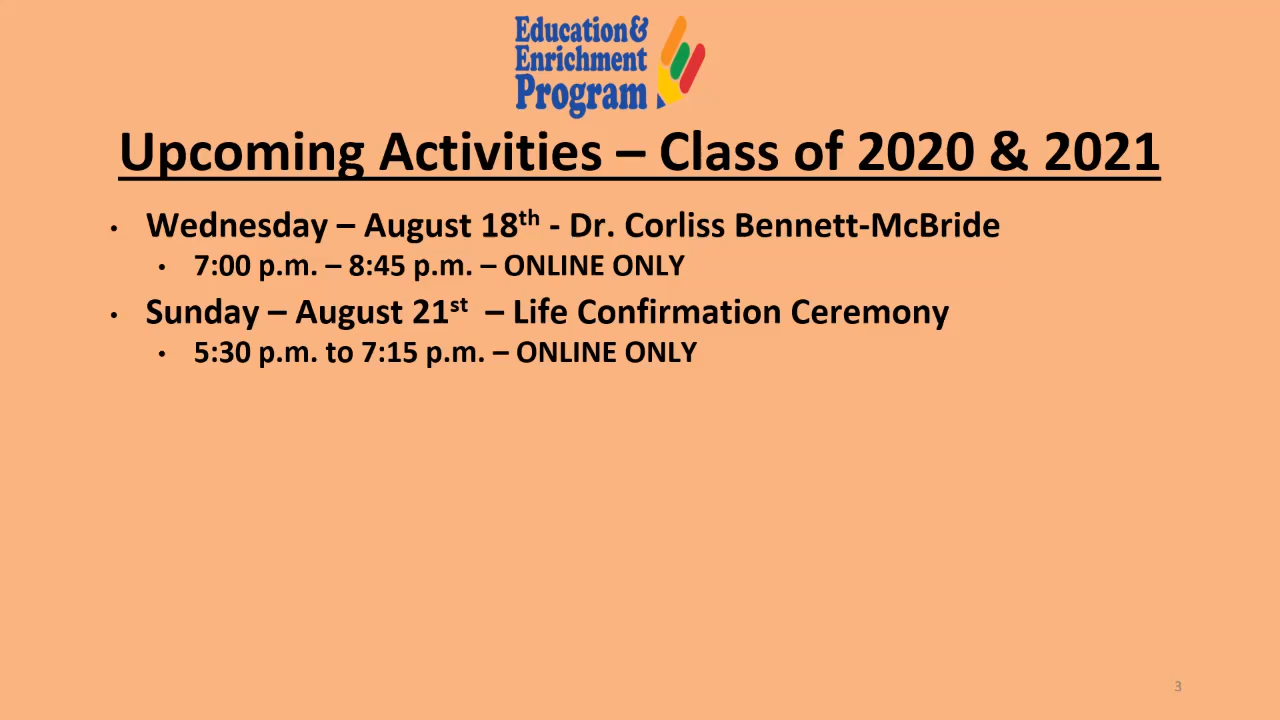 Education&
Enrichment
Program
Upcoming Activities – Class of 2020 & 2021
• Wednesday – August 18th - Dr. Corliss Bennett-McBride
• 7:00 p.m. – 8:45 p.m. – ONLINE ONLY
• Sunday – August 21st – Life Confirmation Ceremony
• 5:30 p.m. to 7:15 p.m. – ONLINE ONLY
3